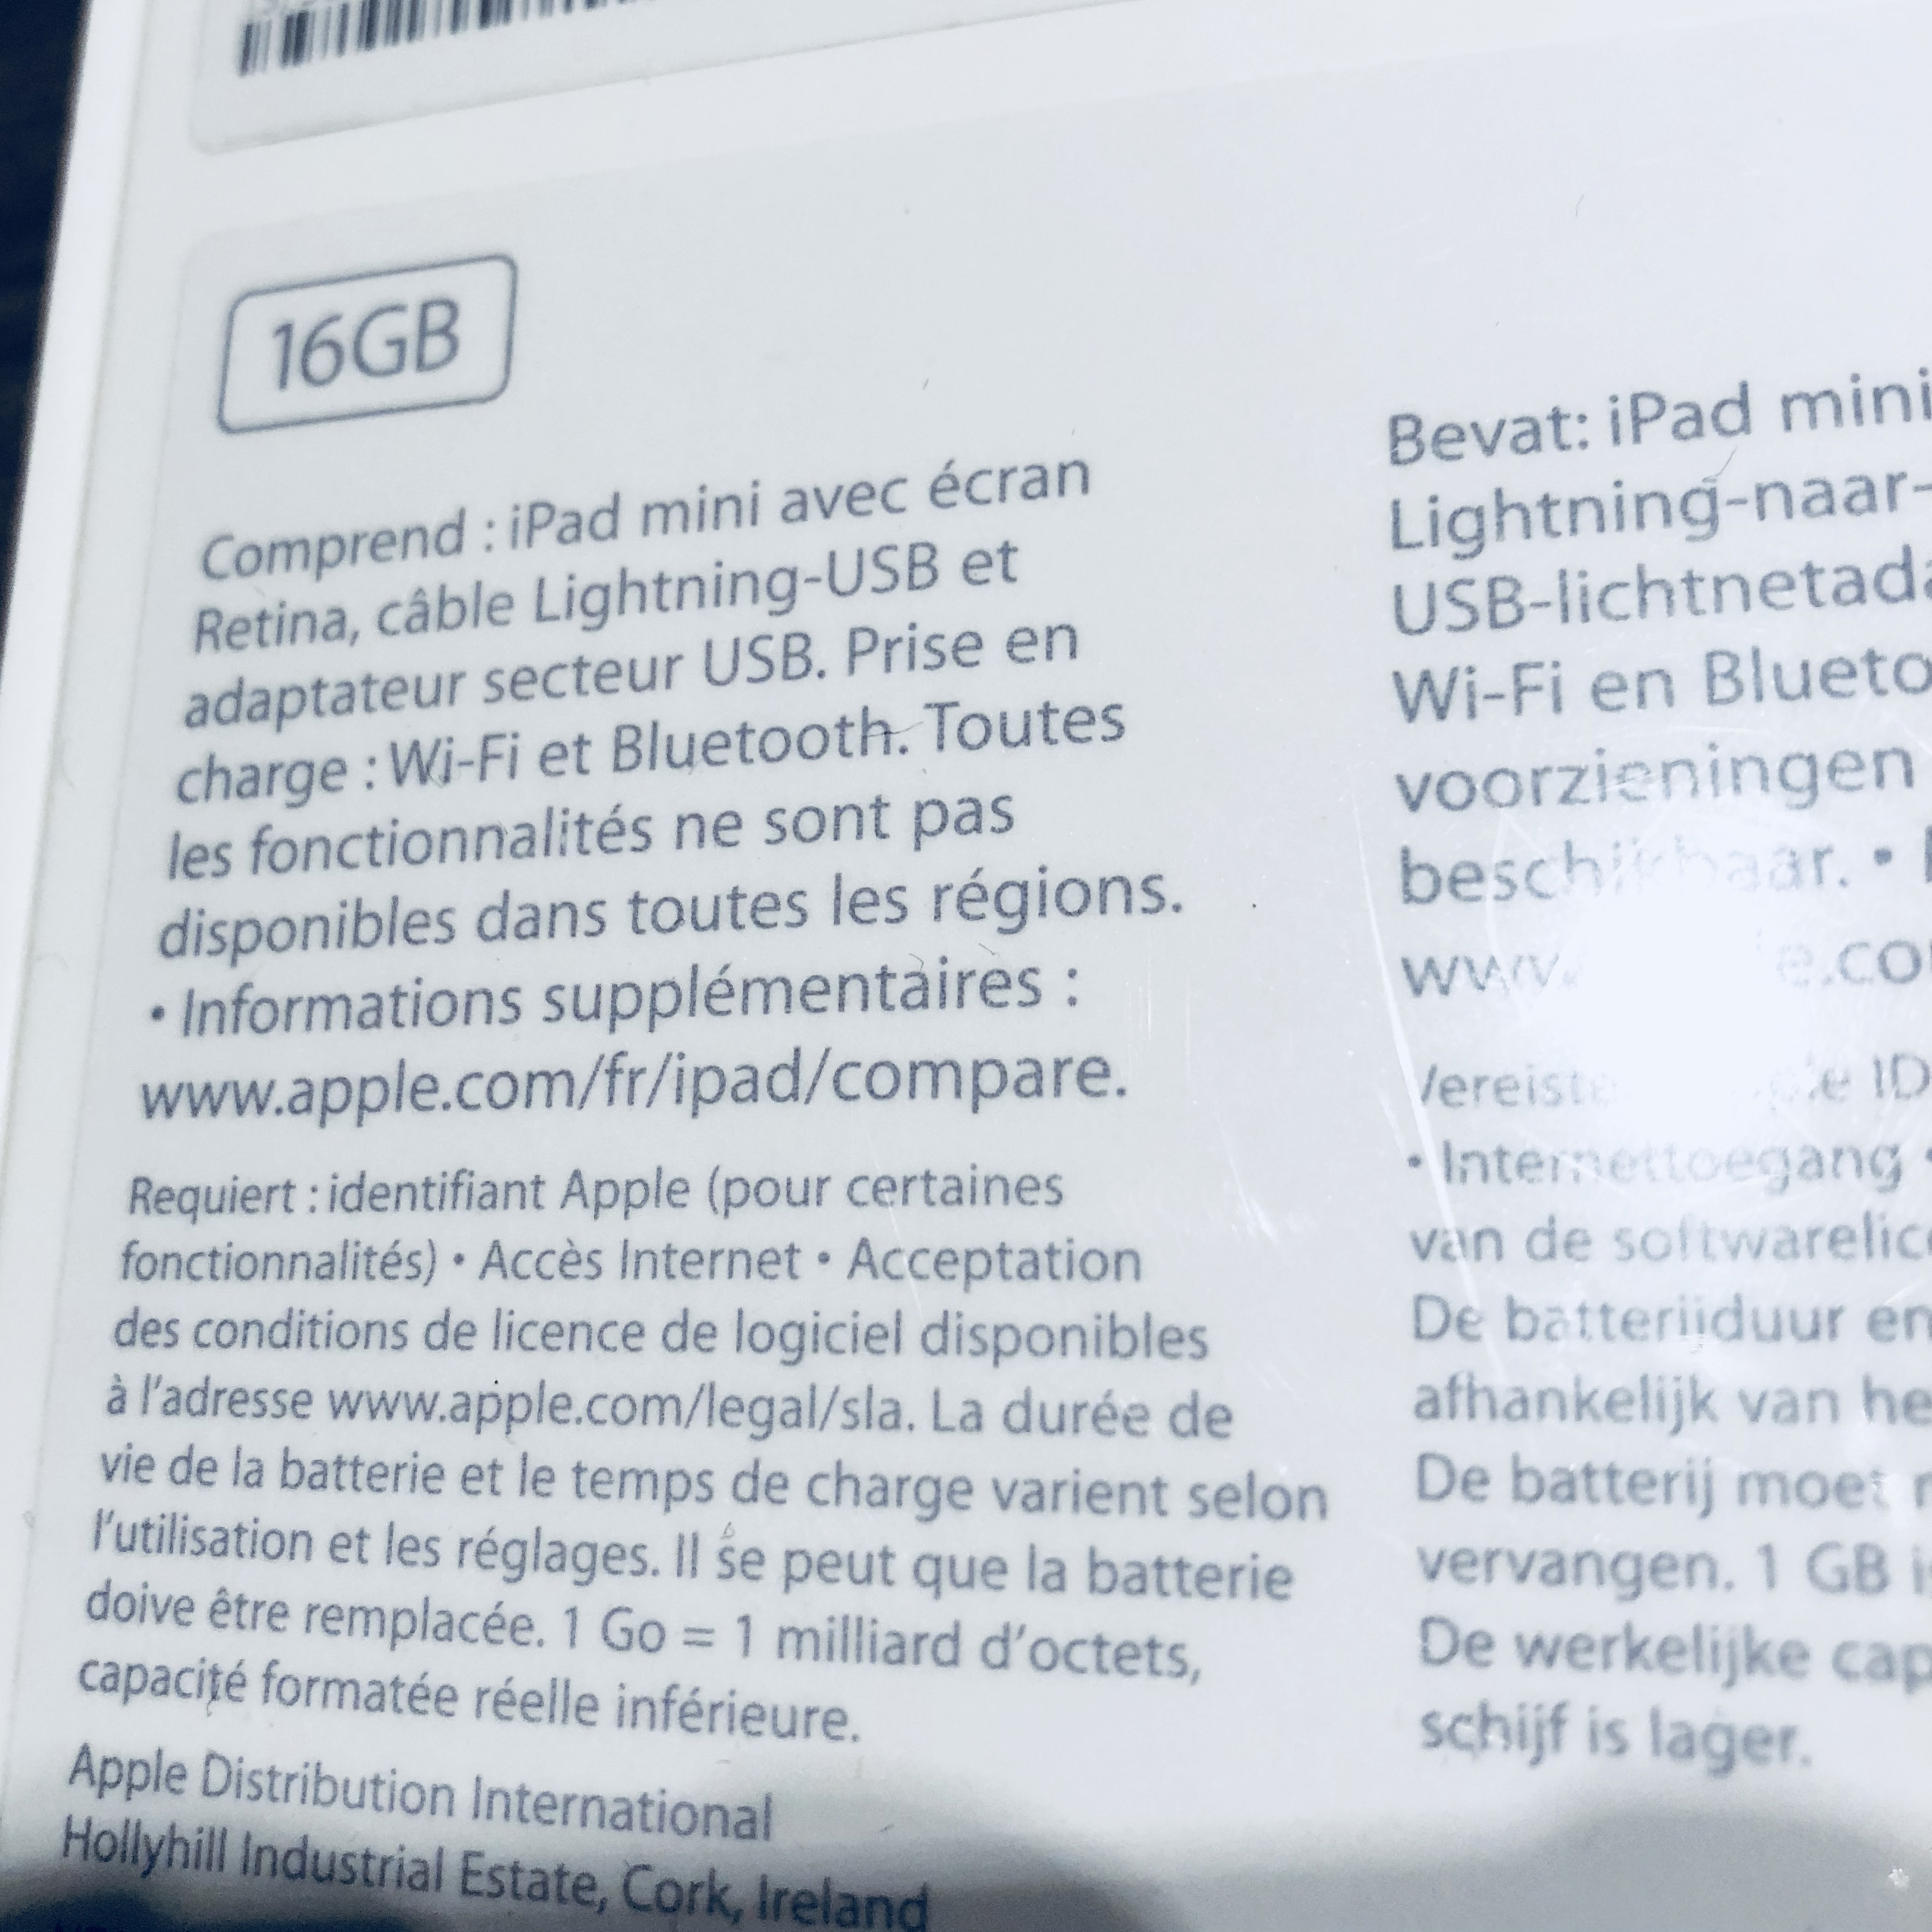 16GB
Comprend : iPad mini avec écran
Retina, câble Lightning-USB et
adaptateur secteur USB. Prise en
charge : Wi-Fi et Bluetooth. Toutes
les fonctionnalités ne sont pas
disponibles dans toutes les régions.
• Informations supplémentaires :
www.apple.com/fr/ipad/compare.
Requiert : identifiant Apple (pour certaines
fonctionnalités) • Accès Internet • Acceptation
des conditions de licence de logiciel disponibles
à l'adresse www.apple.com/legal/sla. La durée de
vie de la batterie et le temps de charge varient selon
l'utilisation et les réglages. Il se peut que la batterie
doive être remplacée. 1 Go = 1 milliard d'octets,
capacité formatée réelle inférieure.
Apple Distribution International
Hollyhill Industrial Estate, Cork, Ireland
Bevat: iPad mini
Lightning-naar-
USB-lichtnetada
Wi-Fi en Blueto
voorzieningen
beschikbaar. •
ID
• Internettoegang •
van de softwarelice
De batterijduur en
afhankelijk van he
De batterij moet
vervangen. 1 GB
De werkelijke cap
schijf is lager.